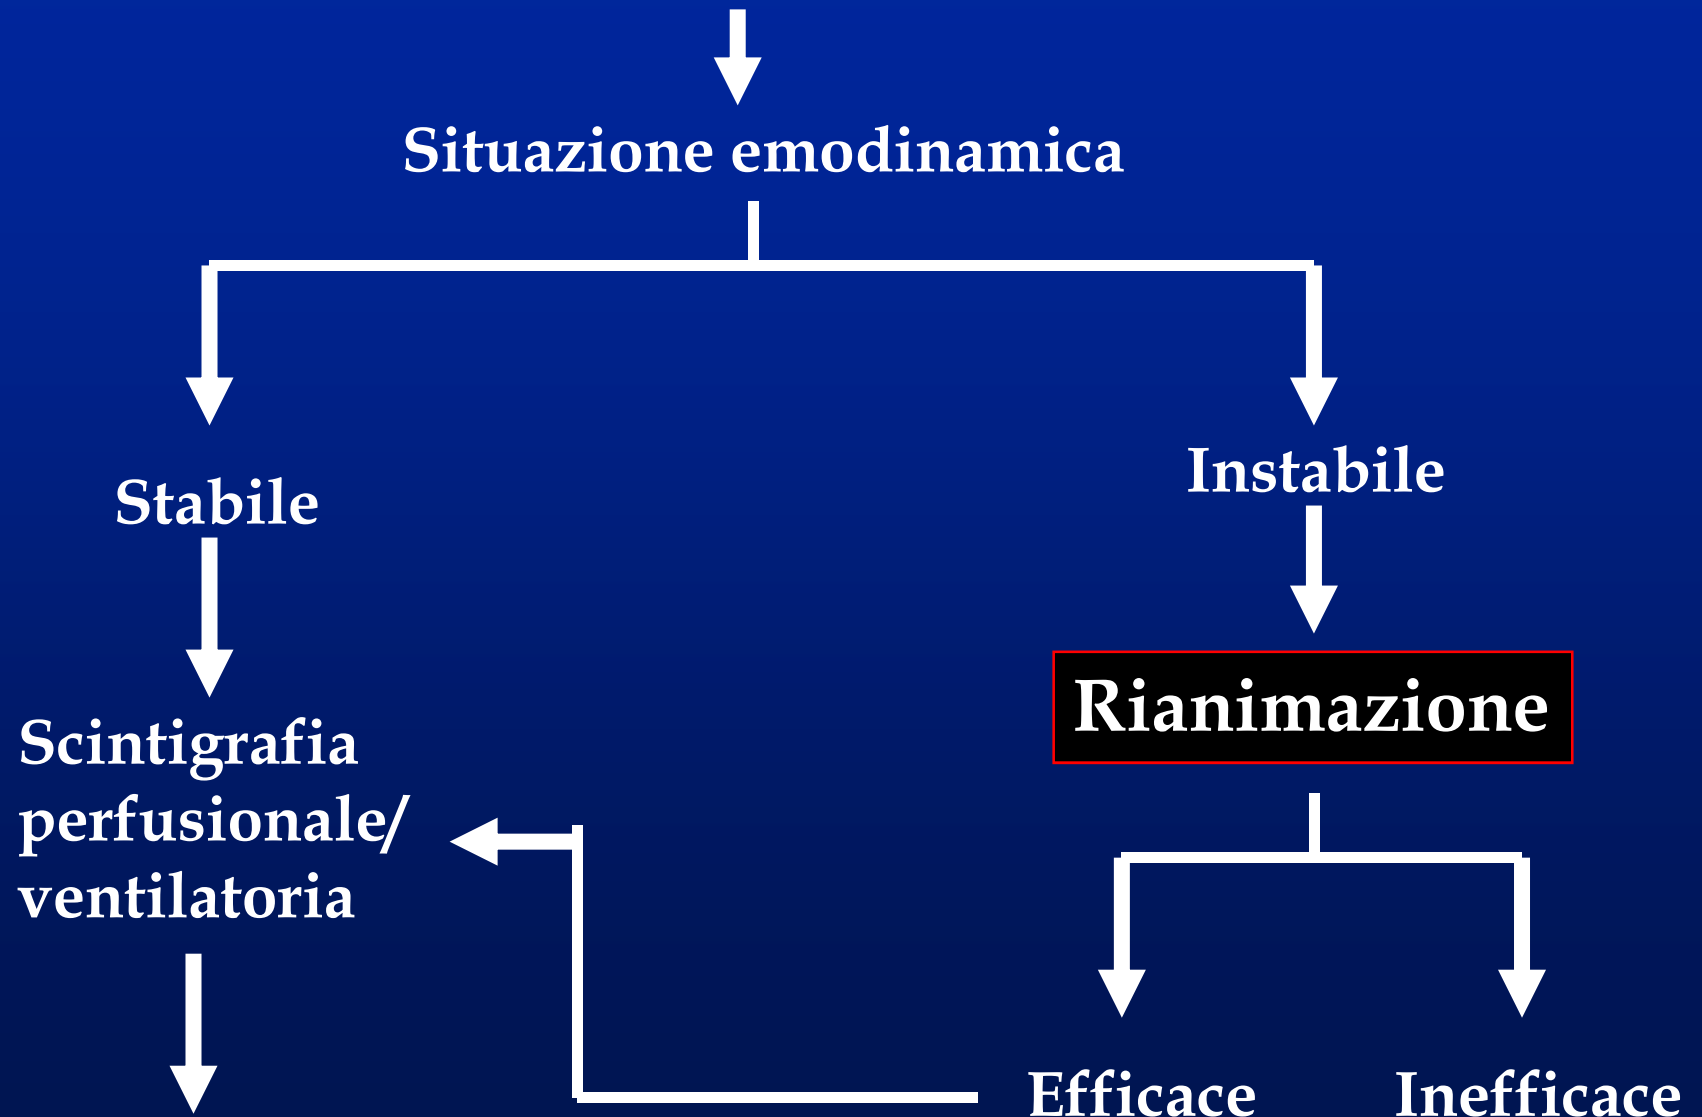 Situazione emodinamica
Stabile
Instabile
Rianimazione
Scintigrafia
perfusionale/
ventilatoria
Efficace
Inefficace